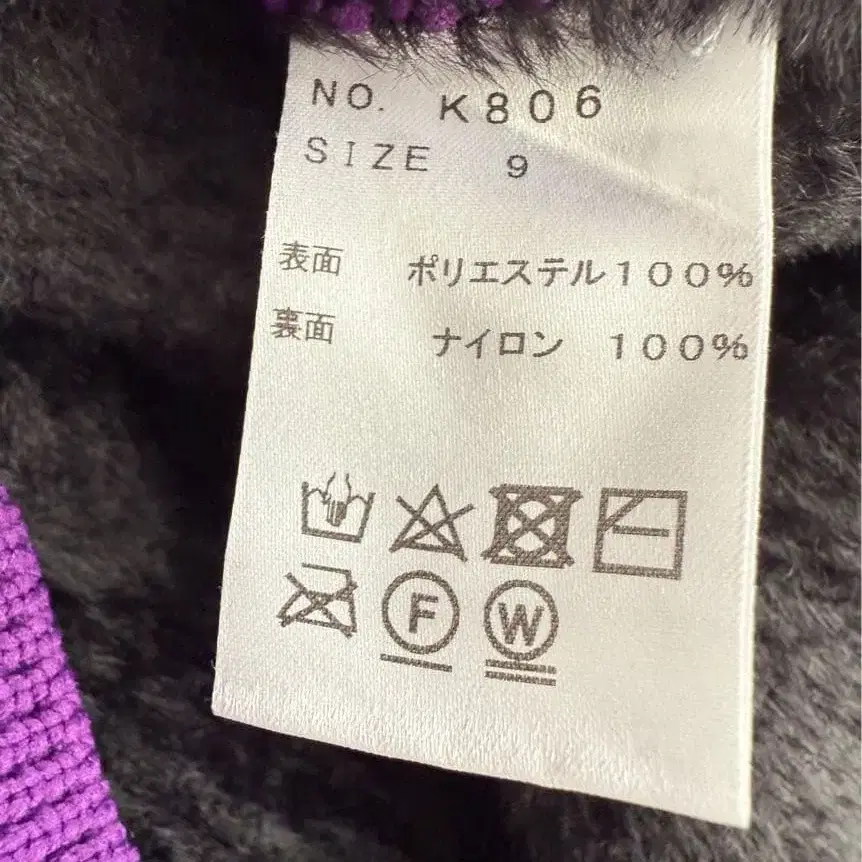 NO. K806
SIZE 9
表面 ポリエステル100%
裏面 ナイロン 100%
F W